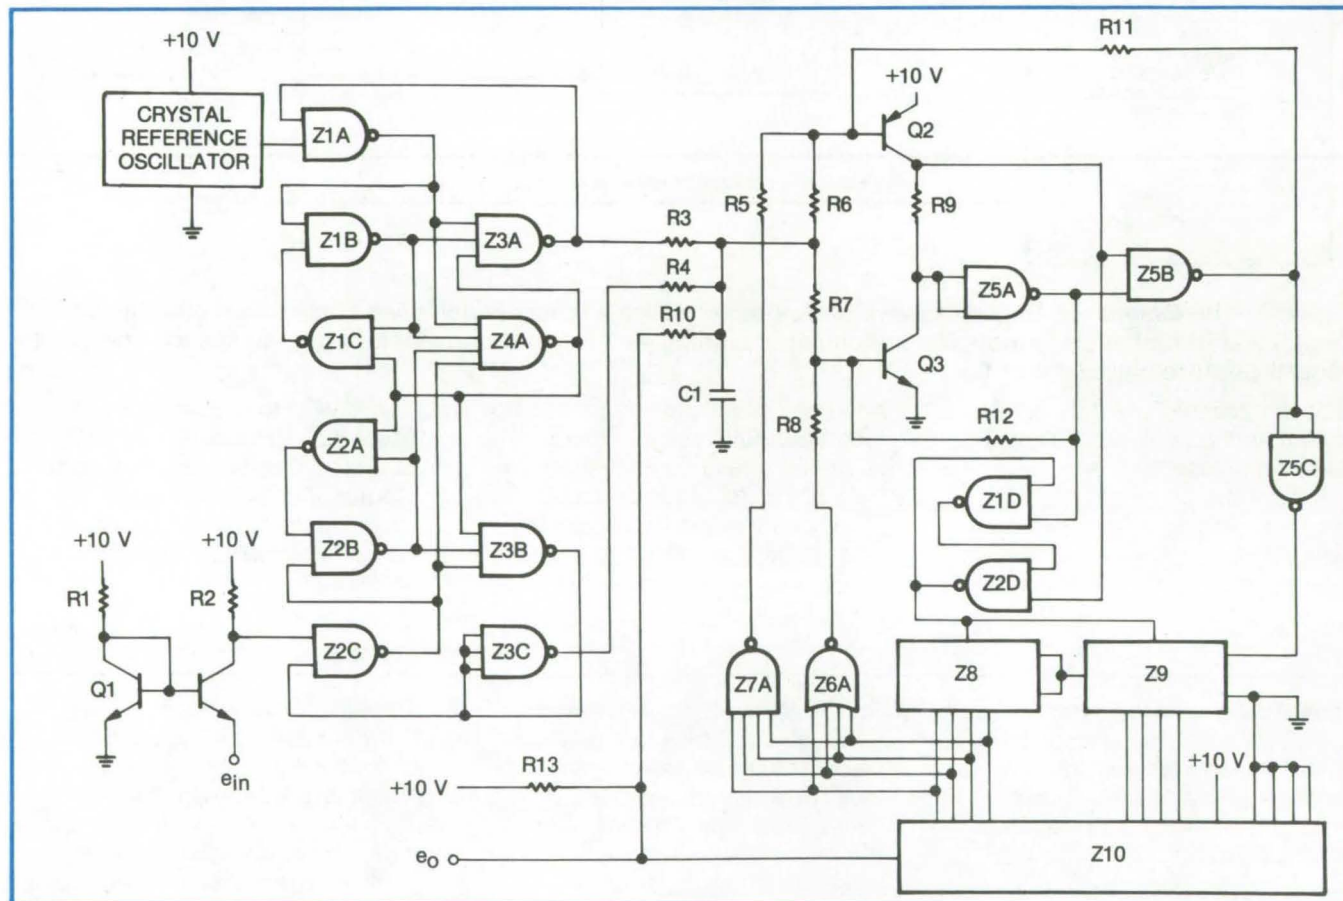 +10 V
CRYSTAL
REFERENCE
OSCILLATOR
Z1A
Z1B
Z3A
Z1C
Z4A
Z2A
Z2B
Z3B
Z2C
Z3C
+10 V
+10 V
R1
R2
Q1
ein
R3
R4
R10
C1
R5
R6
R7
R8
R11
+10 V
Q2
R9
Z5A
Z5B
Q3
R12
Z5C
Z1D
Z2D
Z7A
Z6A
Z8
Z9
+10 V
R13
+10 V
eo
Z10